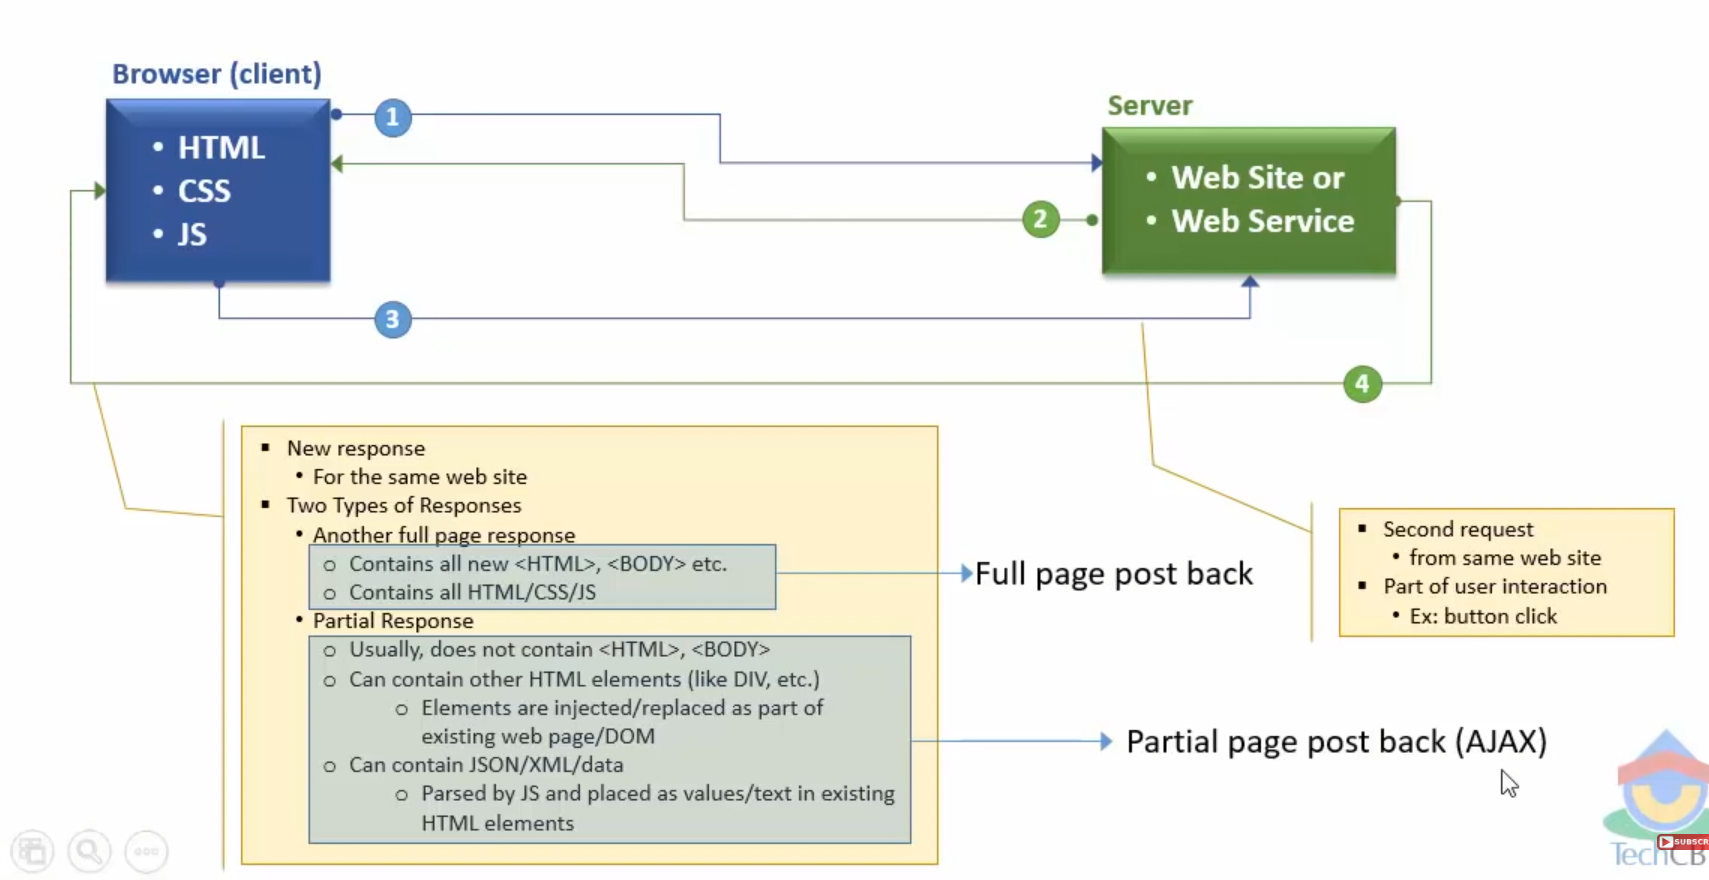 Browser (client)
• HTML
• CSS
• JS
1
Server
• Web Site or
• Web Service
2
3
4
▪ New response
• For the same web site
▪ Two Types of Responses
• Another full page response
o Contains all new <HTML>, <BODY> etc.
o Contains all HTML/CSS/JS
• Partial Response
o Usually, does not contain <HTML>, <BODY>
o Can contain other HTML elements (like DIV, etc.)
o Elements are injected/replaced as part of
existing web page/DOM
o Can contain JSON/XML/data
o Parsed by JS and placed as values/text in existing
HTML elements
Full page post back
Partial page post back (AJAX)
▪ Second request
• from same web site
▪ Part of user interaction
• Ex: button click
TechCB
SUBSCR